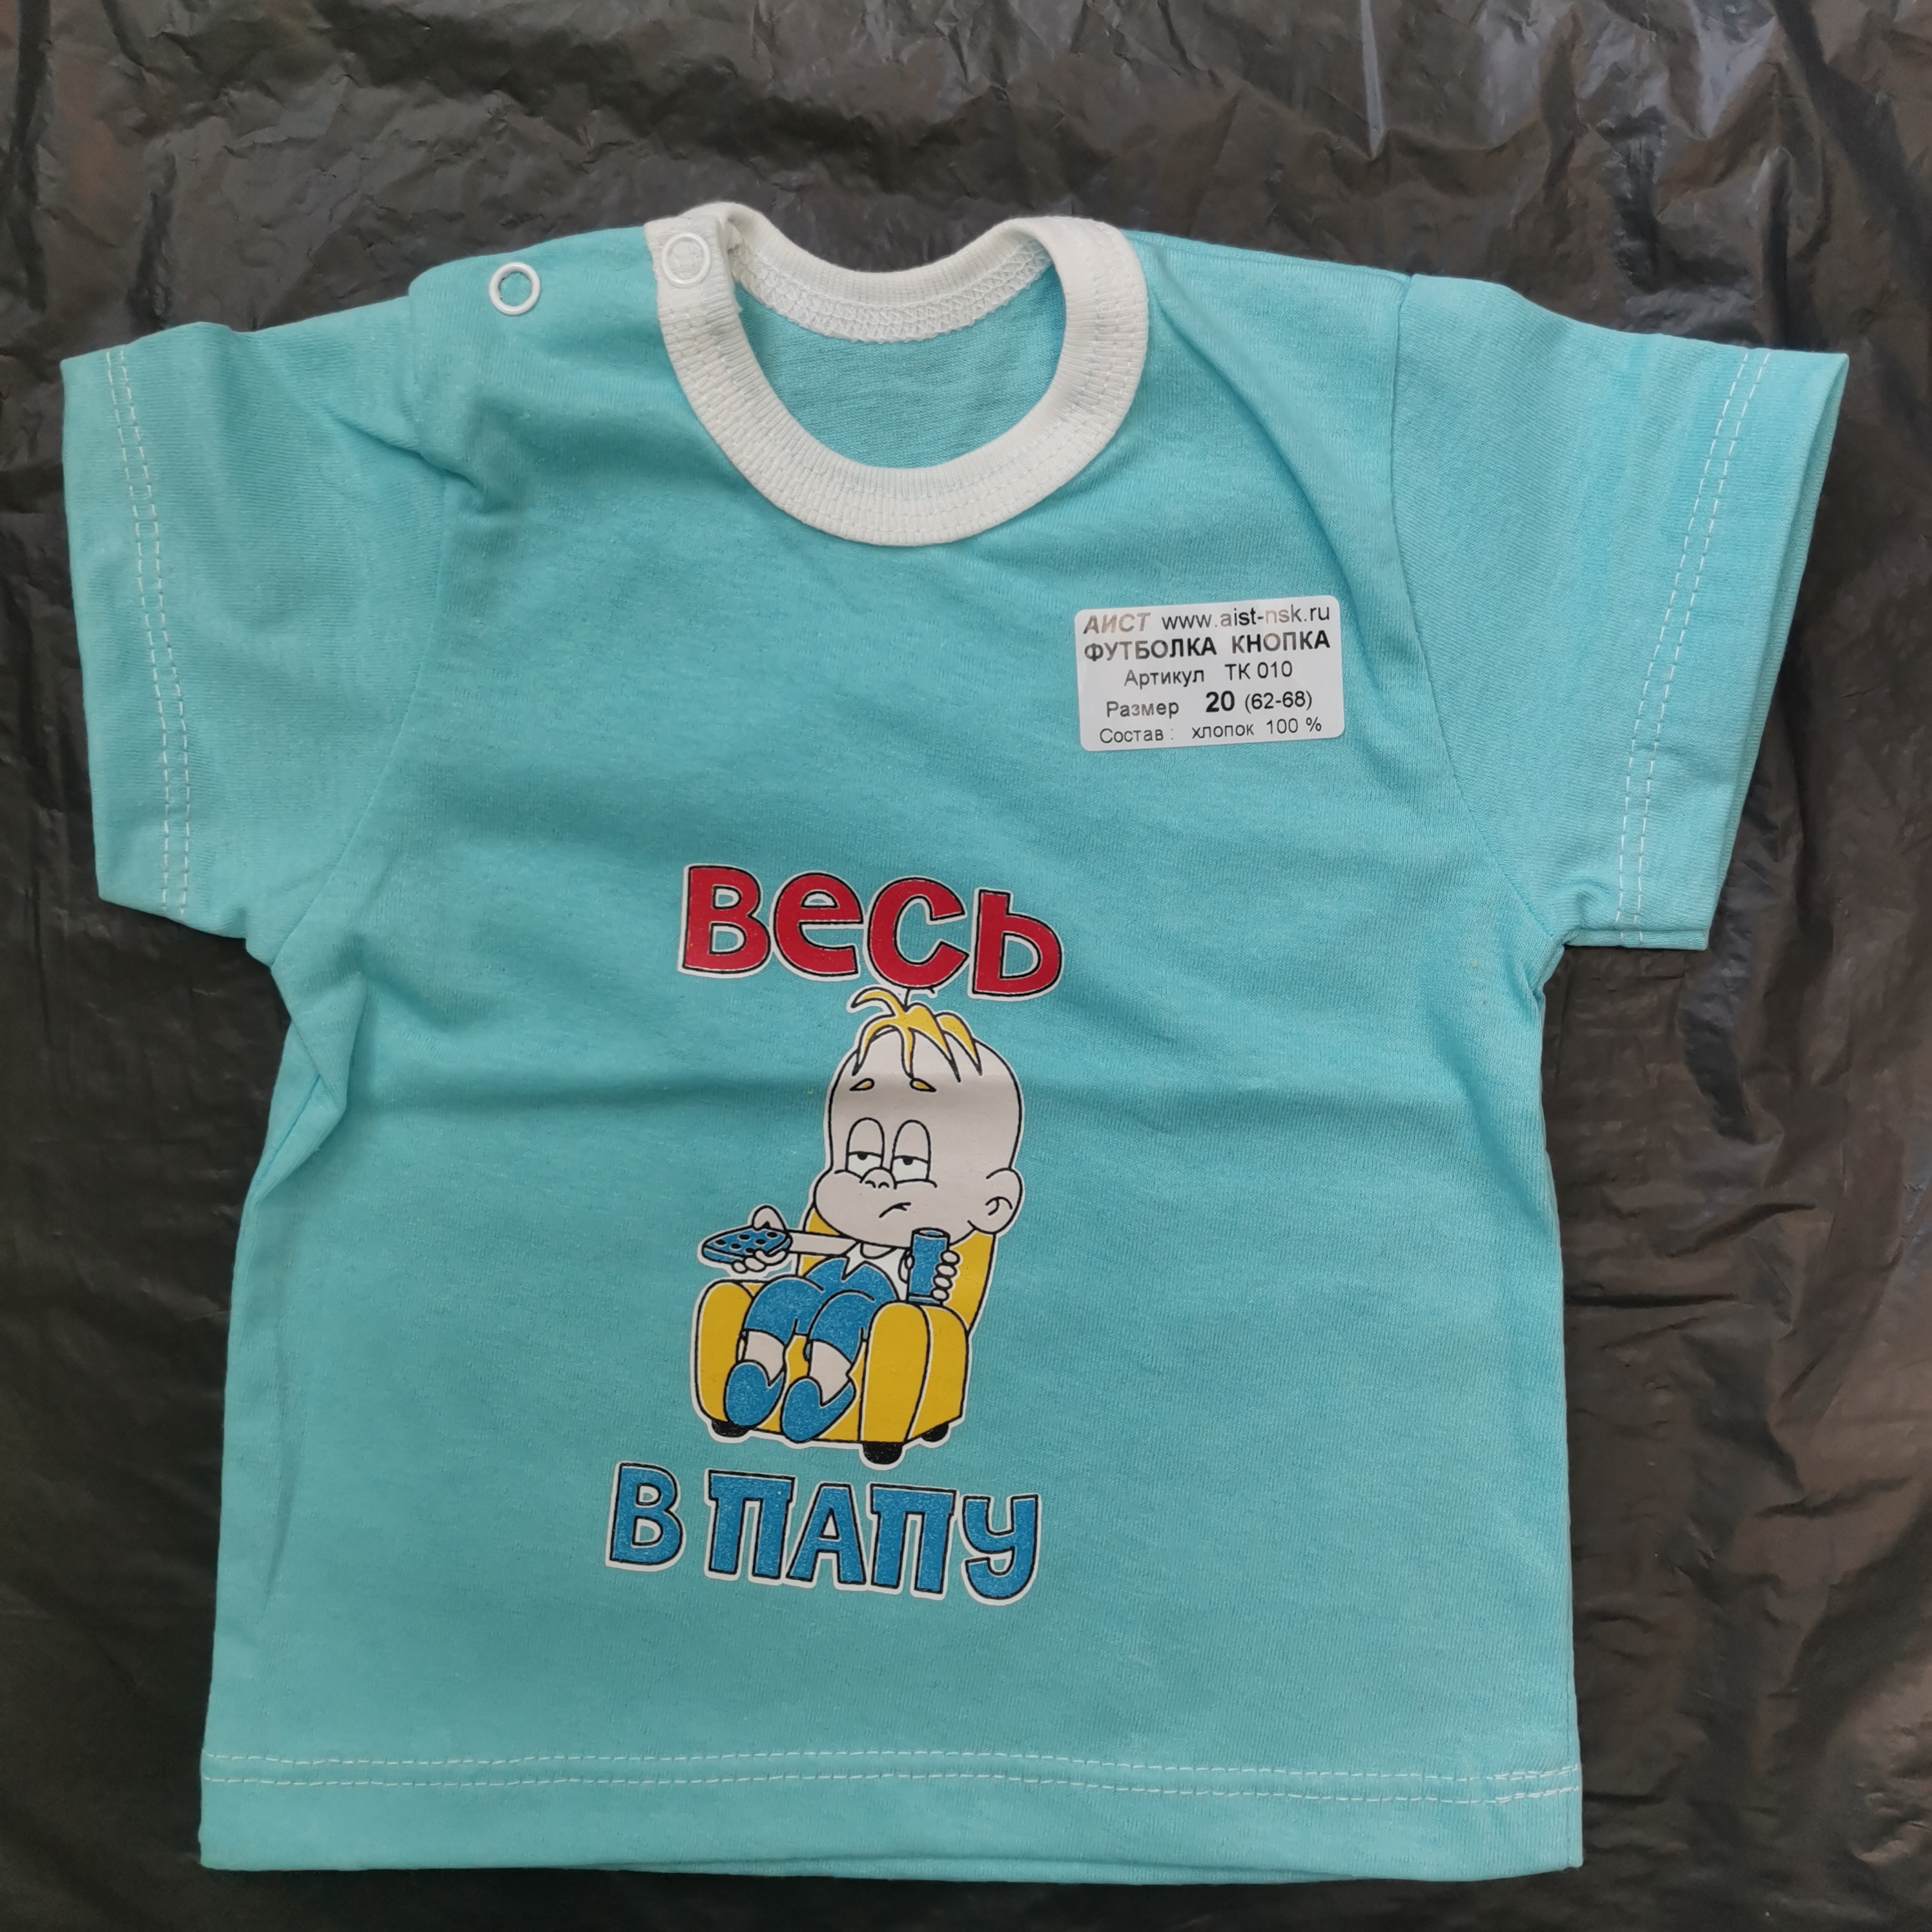 АИСТ www.aist-nsk.ru
ФУТБОЛКА КНОПКА
Артикул ТК 010
Размер 20 (62-68)
Состав : хлопок 100 %
весь
в папу